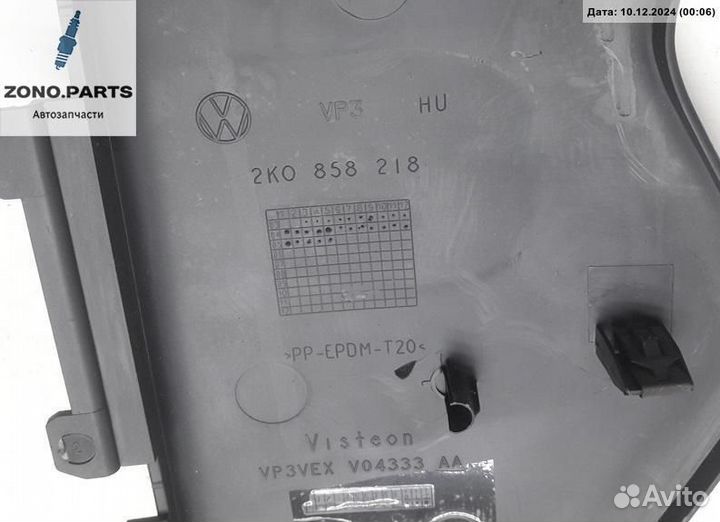 Дата: 10.12.2024 (00:06)
ZONO.PARTS
Автозапчасти
VP3 HU
2K0 858 218
>PP-EPDM-T20<
2
Visteon
VP3VEX V04333 AA
Avito